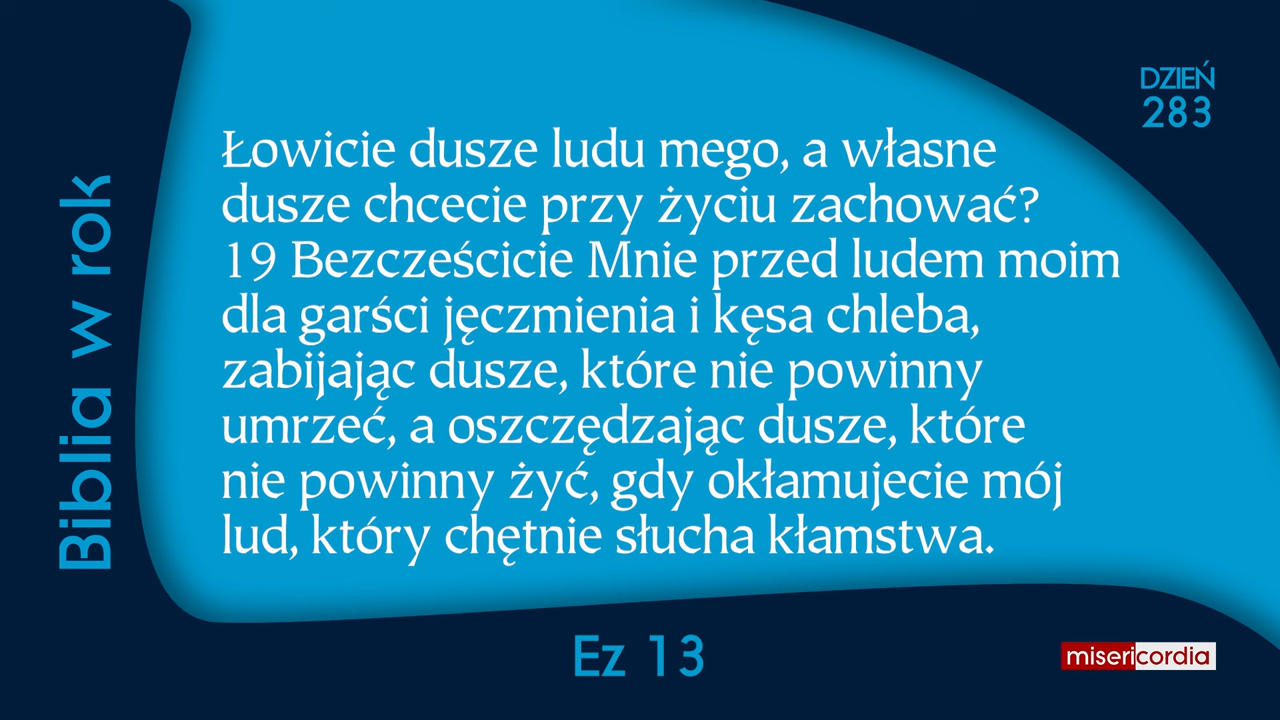 DZIEŃ
283
Łowicie dusze ludu mego, a własne
dusze chcecie przy życiu zachować?
19 Bezcześcicie Mnie przed ludem moim
dla garści jęczmienia i kęsa chleba,
zabijając dusze, które nie powinny
umrzeć, a oszczędzając dusze, które
nie powinny żyć, gdy okłamujecie mój
lud, który chętnie słucha kłamstwa.
Biblia w rok
Ez 13
misericordia